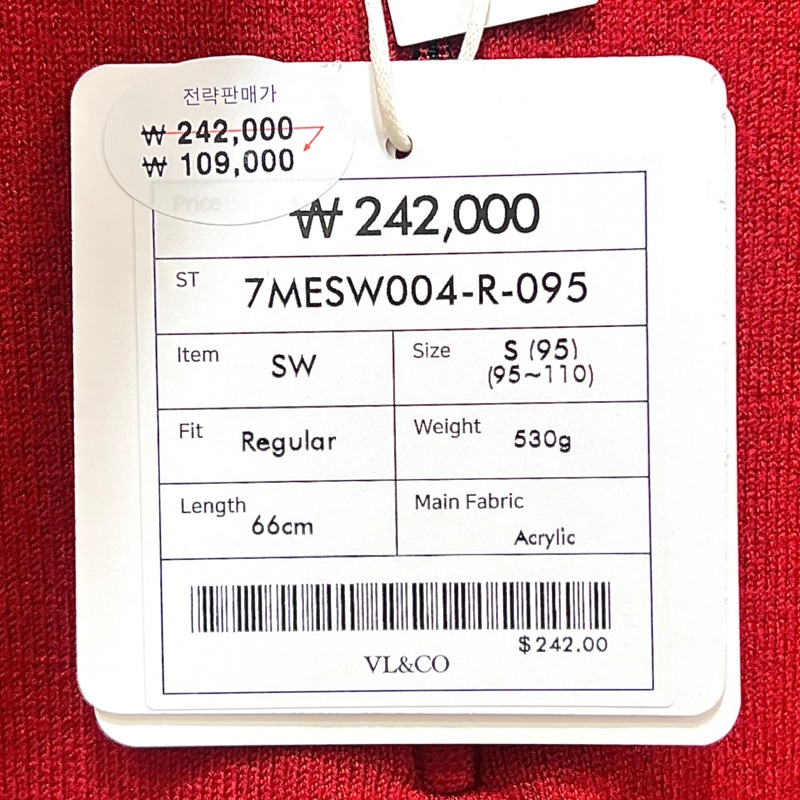 전략판매가
₩ 242,000
₩ 109,000
Price
₩ 242,000
ST
7MESW004-R-095
Item SW
Size S (95)
(95~110)
Fit Regular
Weight 530g
Length 66cm
Main Fabric
Acrylic
$242.00
VL&CO